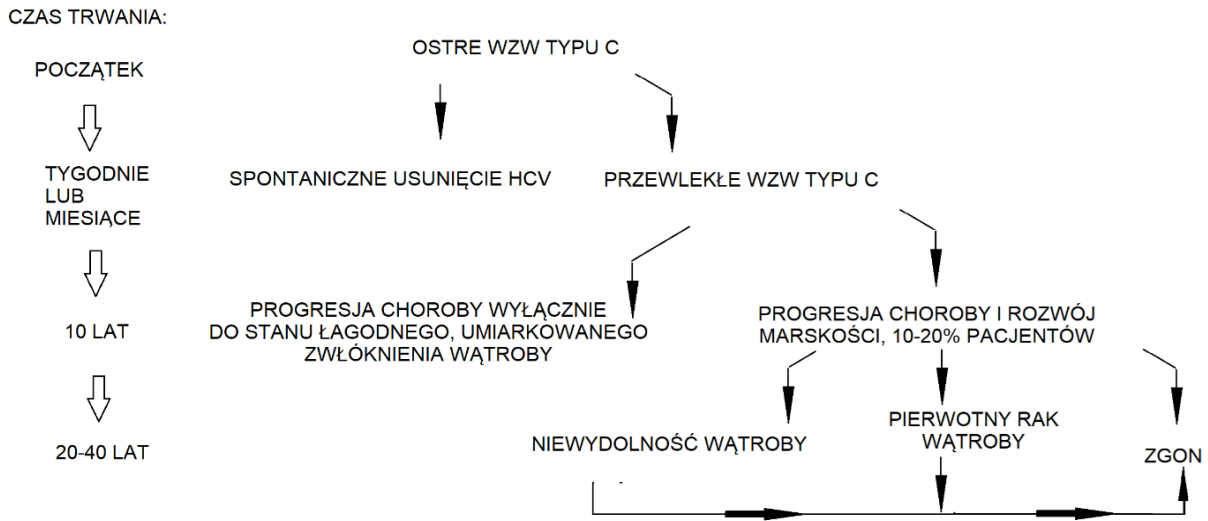 CZAS TRWANIA:
OSTRE WZW TYPU C
POCZĄTEK
TYGODNIE
LUB
MIESIĄCE
SPONTANICZNE USUNIĘCIE HCV
PRZEWLEKŁE WZW TYPU C
10 LAT
PROGRESJA CHOROBY WYŁĄCZNIE
DO STANU ŁAGODNEGO, UMIARKOWANEGO
ZWŁÓKNIENIA WĄTROBY
PROGRESJA CHOROBY I ROZWÓJ
MARSKOŚCI, 10-20% PACJENTÓW
20-40 LAT
NIEWYDOLNOŚĆ WĄTROBY
PIERWOTNY RAK
WĄTROBY
ZGON